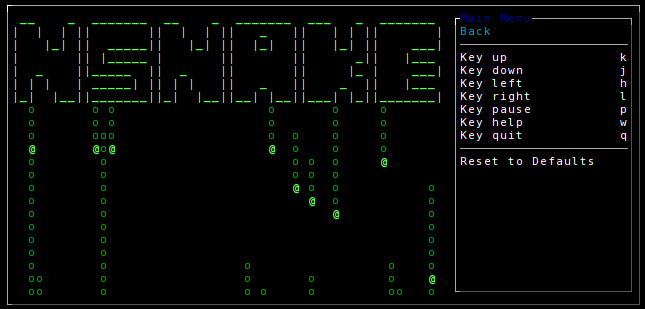 NSNAKE
Main Menu
Back
Key up k
Key down j
Key left h
Key right l
Key pause p
Key help w
Key quit q
Reset to Defaults